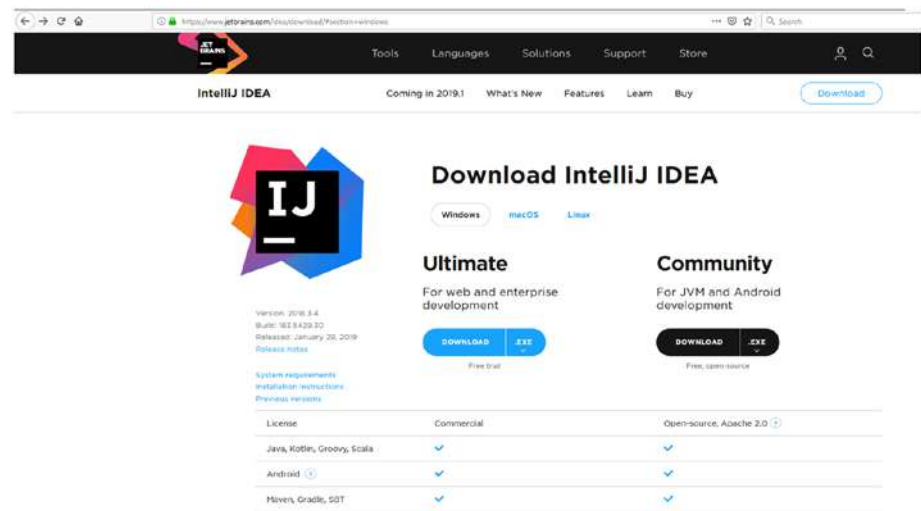 https://www.jetbrains.com/idea/download/#section=windows
Search
JET
BRAINS
Tools Languages Solutions Support Store
IntelliJ IDEA
Coming in 2019.1 What's New Features Learn Buy
Download
IJ
Download IntelliJ IDEA
Windows macOS Linux
Ultimate
For web and enterprise
development
DOWNLOAD .EXE
Free trial
Community
For JVM and Android
development
DOWNLOAD .EXE
Free, open-source
Version: 2018.3.4
Build: 183.5429.30
Released: January 29, 2019
Release notes
System requirements
Installation instructions
Previous versions
License Commercial Open-source, Apache 2.0
Java, Kotlin, Groovy, Scala
Android
Maven, Gradle, SBT